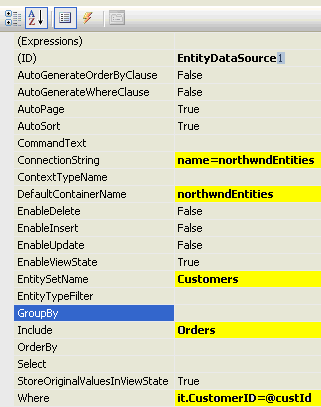 (Expressions)
(ID) EntityDataSource1
AutoGenerateOrderByClause False
AutoGenerateWhereClause False
AutoPage True
AutoSort True
CommandText
ConnectionString name=northwndEntities
ContextTypeName
DefaultContainerName northwndEntities
EnableDelete False
EnableInsert False
EnableUpdate False
EnableViewState True
EntitySetName Customers
EntityTypeFilter
GroupBy
Include Orders
OrderBy
Select
StoreOriginalValuesInViewState True
Where it.CustomerID=@custId